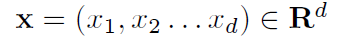 x = (x₁, x₂ … x_d) ∈ R^d